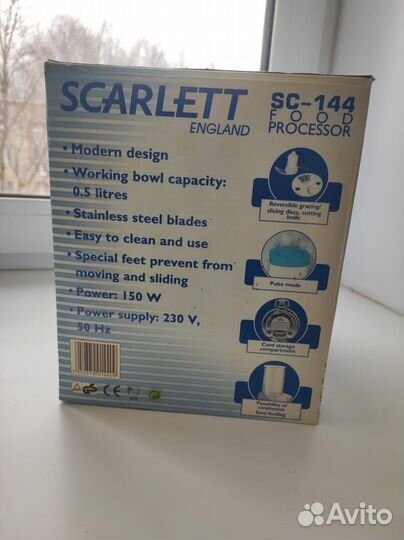 SCARLETT
ENGLAND
SC-144
FOOD
PROCESSOR
• Modern design
• Working bowl capacity:
0.5 litres
• Stainless steel blades
• Easy to clean and use
• Special feet prevent from
moving and sliding
• Power: 150 W
• Power supply: 230 V,
50 Hz
Reversible grating/
slicing discs, cutting
knife
Pulse mode
Cord storage
compartment
Possibility of
continuous
food feeding
CE
Avito